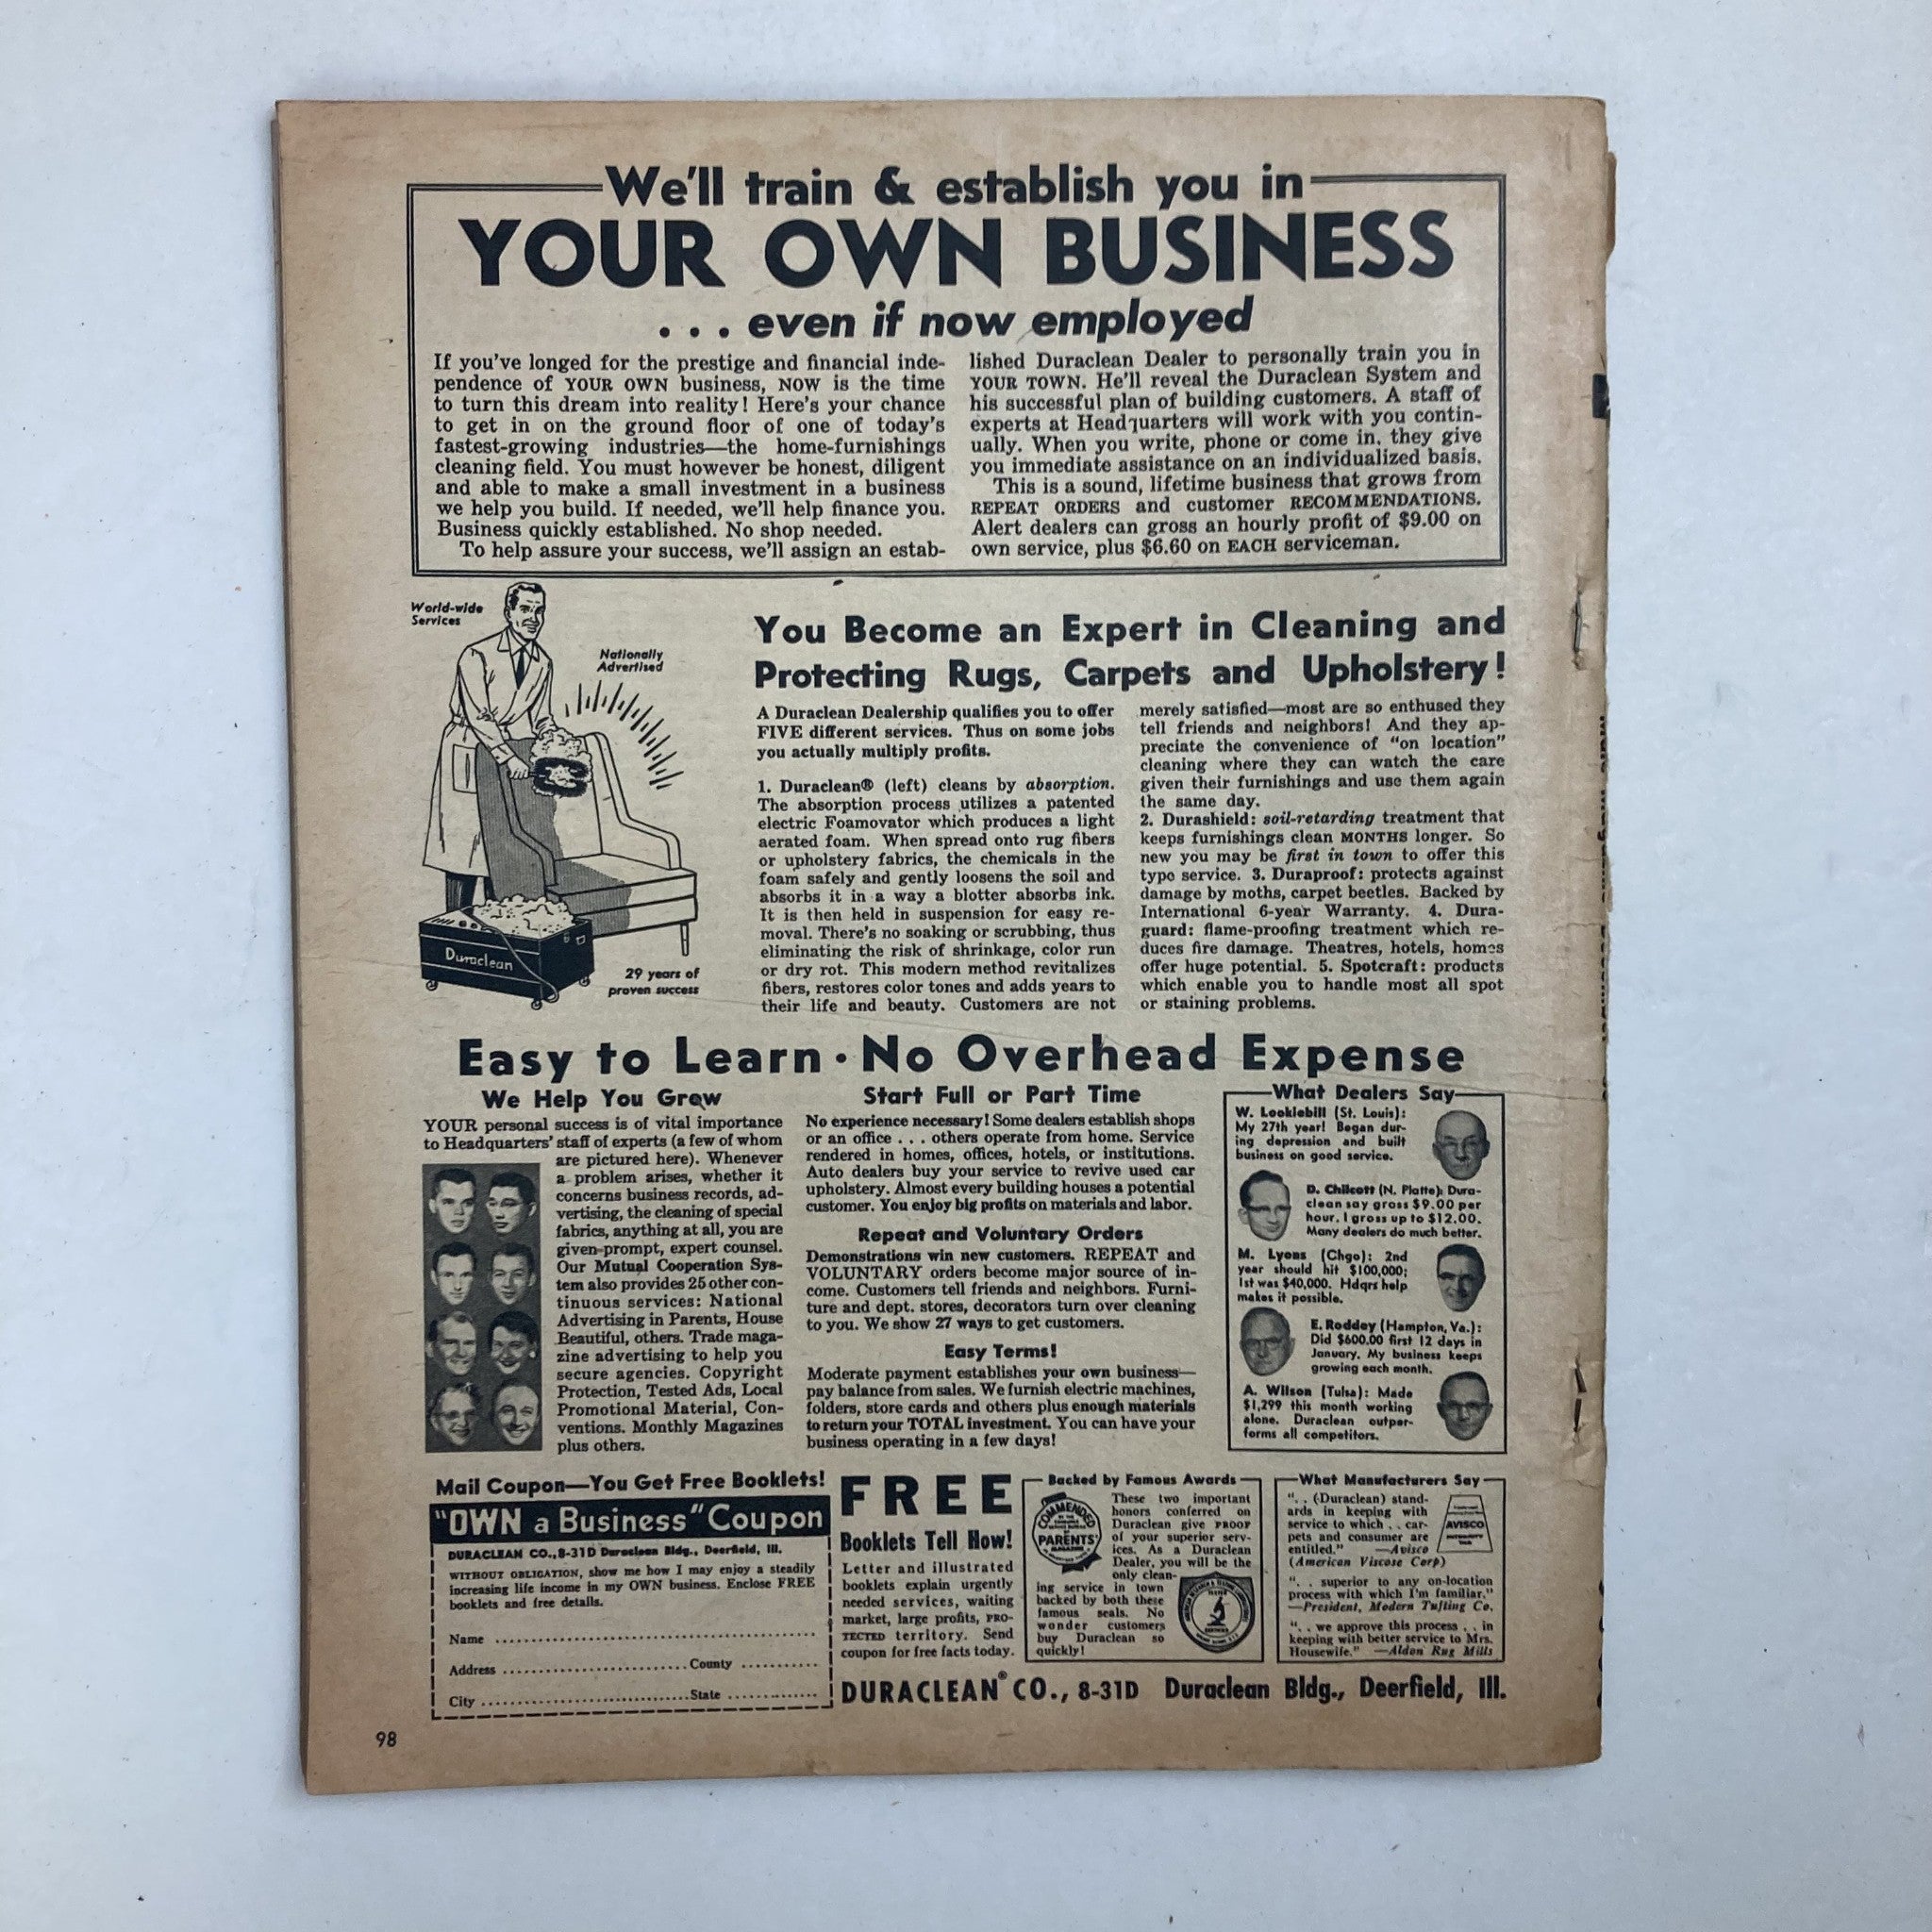 We'll train & establish you in
YOUR OWN BUSINESS
. . . even if now employed
If you've longed for the prestige and financial inde-
pendence of YOUR OWN business, NOW is the time
to turn this dream into reality! Here's your chance
to get in on the ground floor of one of today's
fastest-growing industries—the home-furnishings
cleaning field. You must however be honest, diligent
and able to make a small investment in a business
we help you build. If needed, we'll help finance you.
Business quickly established. No shop needed.
To help assure your success, we'll assign an estab-
lished Duraclean Dealer to personally train you in
YOUR TOWN. He'll reveal the Duraclean System and
his successful plan of building customers. A staff of
experts at Headquarters will work with you contin-
ually. When you write, phone or come in, they give
you immediate assistance on an individualized basis.
This is a sound, lifetime business that grows from
REPEAT ORDERS and customer RECOMMENDATIONS.
Alert dealers can gross an hourly profit of $9.00 on
own service, plus $6.60 on EACH serviceman.
World-wide
Services
Nationally
Advertised
Duraclean
29 years of
proven success
You Become an Expert in Cleaning and
Protecting Rugs, Carpets and Upholstery!
A Duraclean Dealership qualifies you to offer
FIVE different services. Thus on some jobs
you actually multiply profits.
1. Duraclean® (left) cleans by absorption.
The absorption process utilizes a patented
electric Foamovator which produces a light
aerated foam. When spread onto rug fibers
or upholstery fabrics, the chemicals in the
foam safely and gently loosens the soil and
absorbs it in a way a blotter absorbs ink.
It is then held in suspension for easy re-
moval. There's no soaking or scrubbing, thus
eliminating the risk of shrinkage, color run
or dry rot. This modern method revitalizes
fibers, restores color tones and adds years to
their life and beauty. Customers are not
merely satisfied—most are so enthused they
tell friends and neighbors! And they ap-
preciate the convenience of "on location"
cleaning where they can watch the care
given their furnishings and use them again
the same day.
2. Durashield: soil-retarding treatment that
keeps furnishings clean MONTHS longer. So
new you may be first in town to offer this
type service. 3. Duraproof: protects against
damage by moths, carpet beetles. Backed by
International 6-year Warranty. 4. Dura-
guard: flame-proofing treatment which re-
duces fire damage. Theatres, hotels, homes
offer huge potential. 5. Spotcraft: products
which enable you to handle most all spot
or staining problems.
Easy to Learn • No Overhead Expense
We Help You Grow
YOUR personal success is of vital importance
to Headquarters' staff of experts (a few of whom
are pictured here). Whenever
a problem arises, whether it
concerns business records, ad-
vertising, the cleaning of special
fabrics, anything at all, you are
given prompt, expert counsel.
Our Mutual Cooperation Sys-
tem also provides 25 other con-
tinuous services: National
Advertising in Parents, House
Beautiful, others. Trade maga-
zine advertising to help you
secure agencies. Copyright
Protection, Tested Ads, Local
Promotional Material, Con-
ventions. Monthly Magazines
plus others.
Start Full or Part Time
No experience necessary! Some dealers establish shops
or an office . . . others operate from home. Service
rendered in homes, offices, hotels, or institutions.
Auto dealers buy your service to revive used car
upholstery. Almost every building houses a potential
customer. You enjoy big profits on materials and labor.
Repeat and Voluntary Orders
Demonstrations win new customers. REPEAT and
VOLUNTARY orders become major source of in-
come. Customers tell friends and neighbors. Furni-
ture and dept. stores, decorators turn over cleaning
to you. We show 27 ways to get customers.
Easy Terms!
Moderate payment establishes your own business—
pay balance from sales. We furnish electric machines,
folders, store cards and others plus enough materials
to return your TOTAL investment. You can have your
business operating in a few days!
What Dealers Say
W. Looklebill (St. Louis):
My 27th year! Began dur-
ing depression and built
business on good service.
D. Chilcott (N. Platte): Dura-
clean say gross $9.00 per
hour. I gross up to $12.00.
Many dealers do much better.
M. Lyons (Chgo): 2nd
year should hit $100,000;
1st was $40,000. Hdqrs help
makes it possible.
E. Roddey (Hampton, Va.):
Did $600.00 first 12 days in
January. My business keeps
growing each month.
A. Wilson (Tulsa): Made
$1,299 this month working
alone. Duraclean outper-
forms all competitors.
Mail Coupon—You Get Free Booklets!
"OWN a Business" Coupon
DURACLEAN CO., 8-31D Duraclean Bldg., Deerfield, Ill.
WITHOUT OBLIGATION, show me how I may enjoy a steadily
increasing life income in my OWN business. Enclose FREE
booklets and free details.
Name
Address County
City State
FREE
Booklets Tell How!
Letter and illustrated
booklets explain urgently
needed services, waiting
market, large profits, PRO-
TECTED territory. Send
coupon for free facts today.
Backed by Famous Awards
COMMENDED
PARENTS'
These two important
honors conferred on
Duraclean give PROOF
of your superior serv-
ices. As a Duraclean
Dealer, you will be the
only clean-
ing service in town
backed by both these
famous seals. No
wonder customers
buy Duraclean so
quickly!
What Manufacturers Say
". . (Duraclean) stand-
ards in keeping with
service to which . . car-
pets and consumer are
entitled." —Avisco
(American Viscose Corp)
AVISCO
". . superior to any on-location
process with which I'm familiar."
—President, Modern Tufting Co.
". . we approve this process . . in
keeping with better service to Mrs.
Housewife." —Aldon Rug Mills
DURACLEAN® CO., 8-31D Duraclean Bldg., Deerfield, Ill.
98